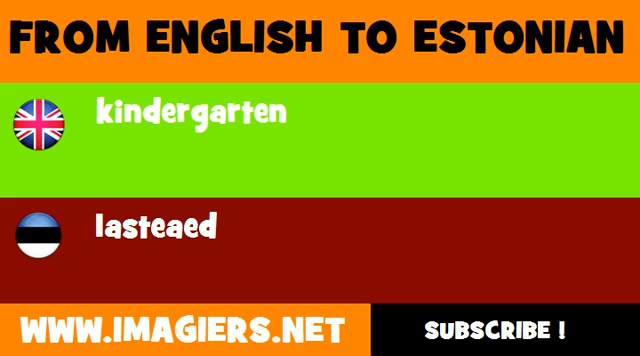 FROM ENGLISH TO ESTONIAN
kindergarten
lasteaed
WWW.IMAGIERS.NET
SUBSCRIBE !